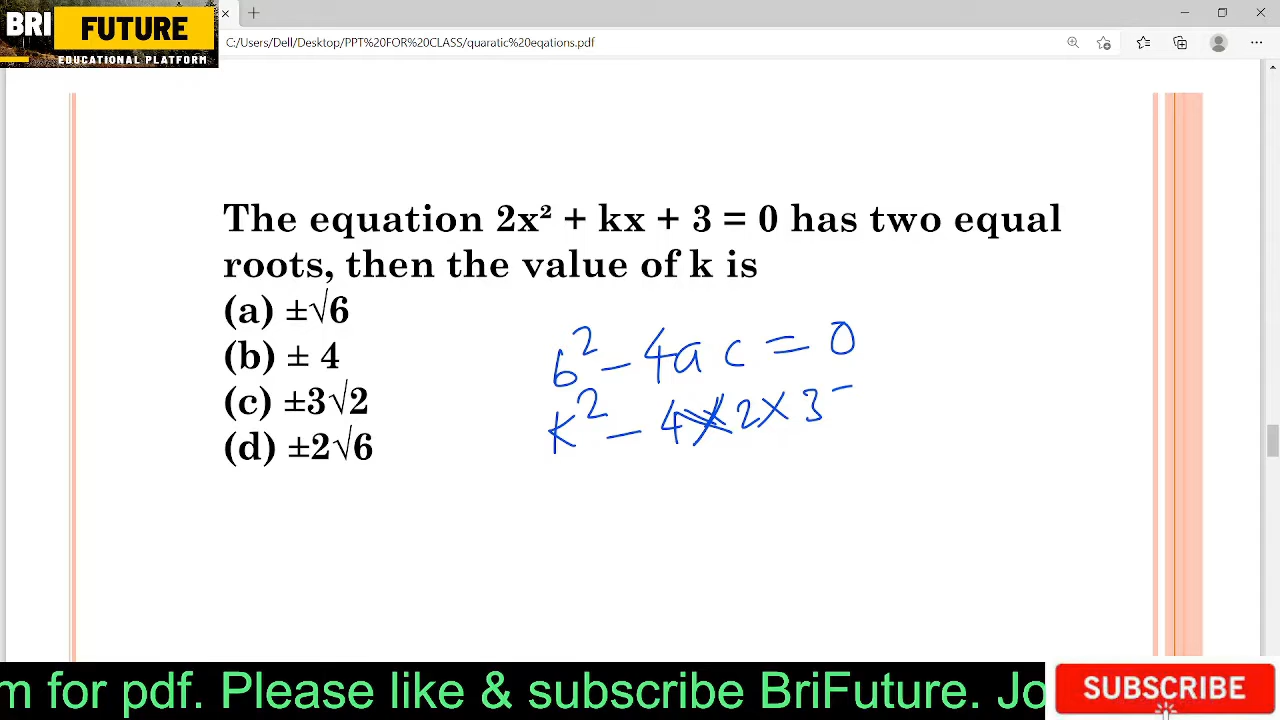 BRI FUTURE
EDUCATIONAL PLATFORM
C:/Users/Dell/Desktop/PPT%20FOR%20CLASS/quaratic%20eqations.pdf
The equation 2x² + kx + 3 = 0 has two equal
roots, then the value of k is
(a) ±√6
(b) ± 4
(c) ±3√2
(d) ±2√6
b² – 4ac = 0
k² – 4×2×3
m for pdf. Please like & subscribe BriFuture. Jo
SUBSCRIBE